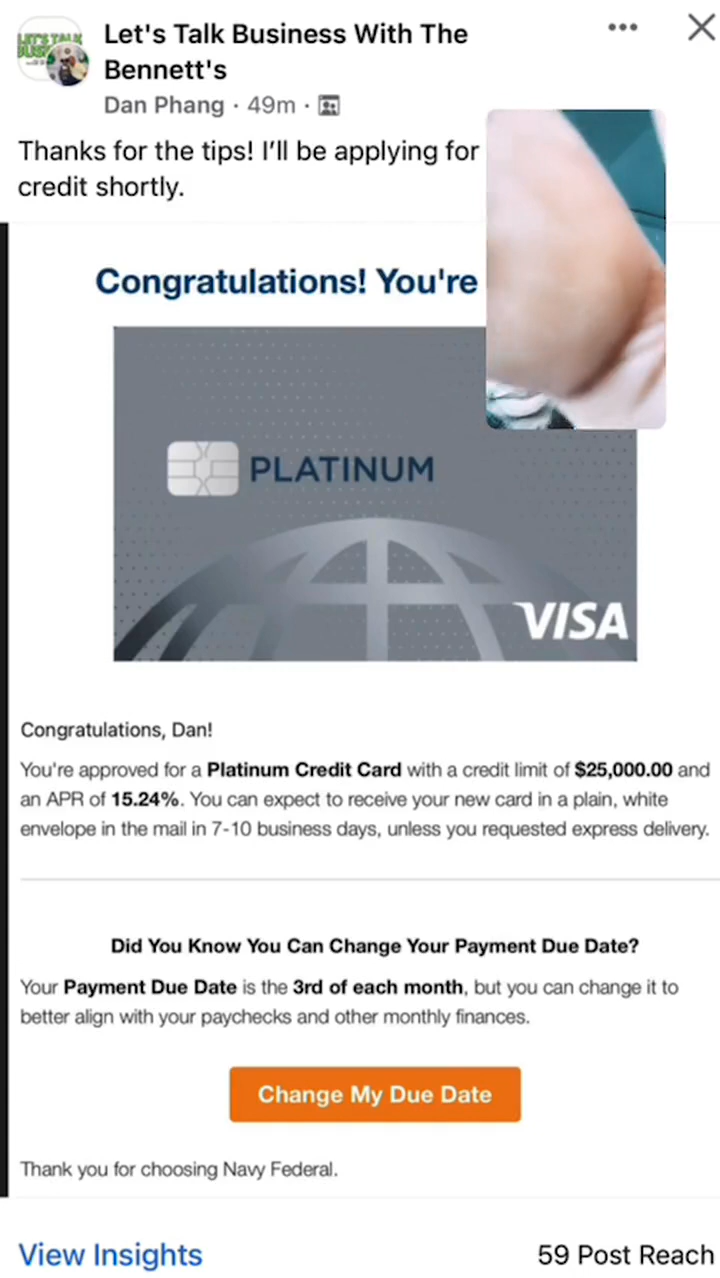 Let's Talk Business With The
Bennett's
Dan Phang · 49m ·
Thanks for the tips! I'll be applying for
credit shortly.
Congratulations! You're
PLATINUM
VISA
Congratulations, Dan!
You're approved for a Platinum Credit Card with a credit limit of $25,000.00 and
an APR of 15.24%. You can expect to receive your new card in a plain, white
envelope in the mail in 7-10 business days, unless you requested express delivery.
Did You Know You Can Change Your Payment Due Date?
Your Payment Due Date is the 3rd of each month, but you can change it to
better align with your paychecks and other monthly finances.
Change My Due Date
Thank you for choosing Navy Federal.
View Insights
59 Post Reach